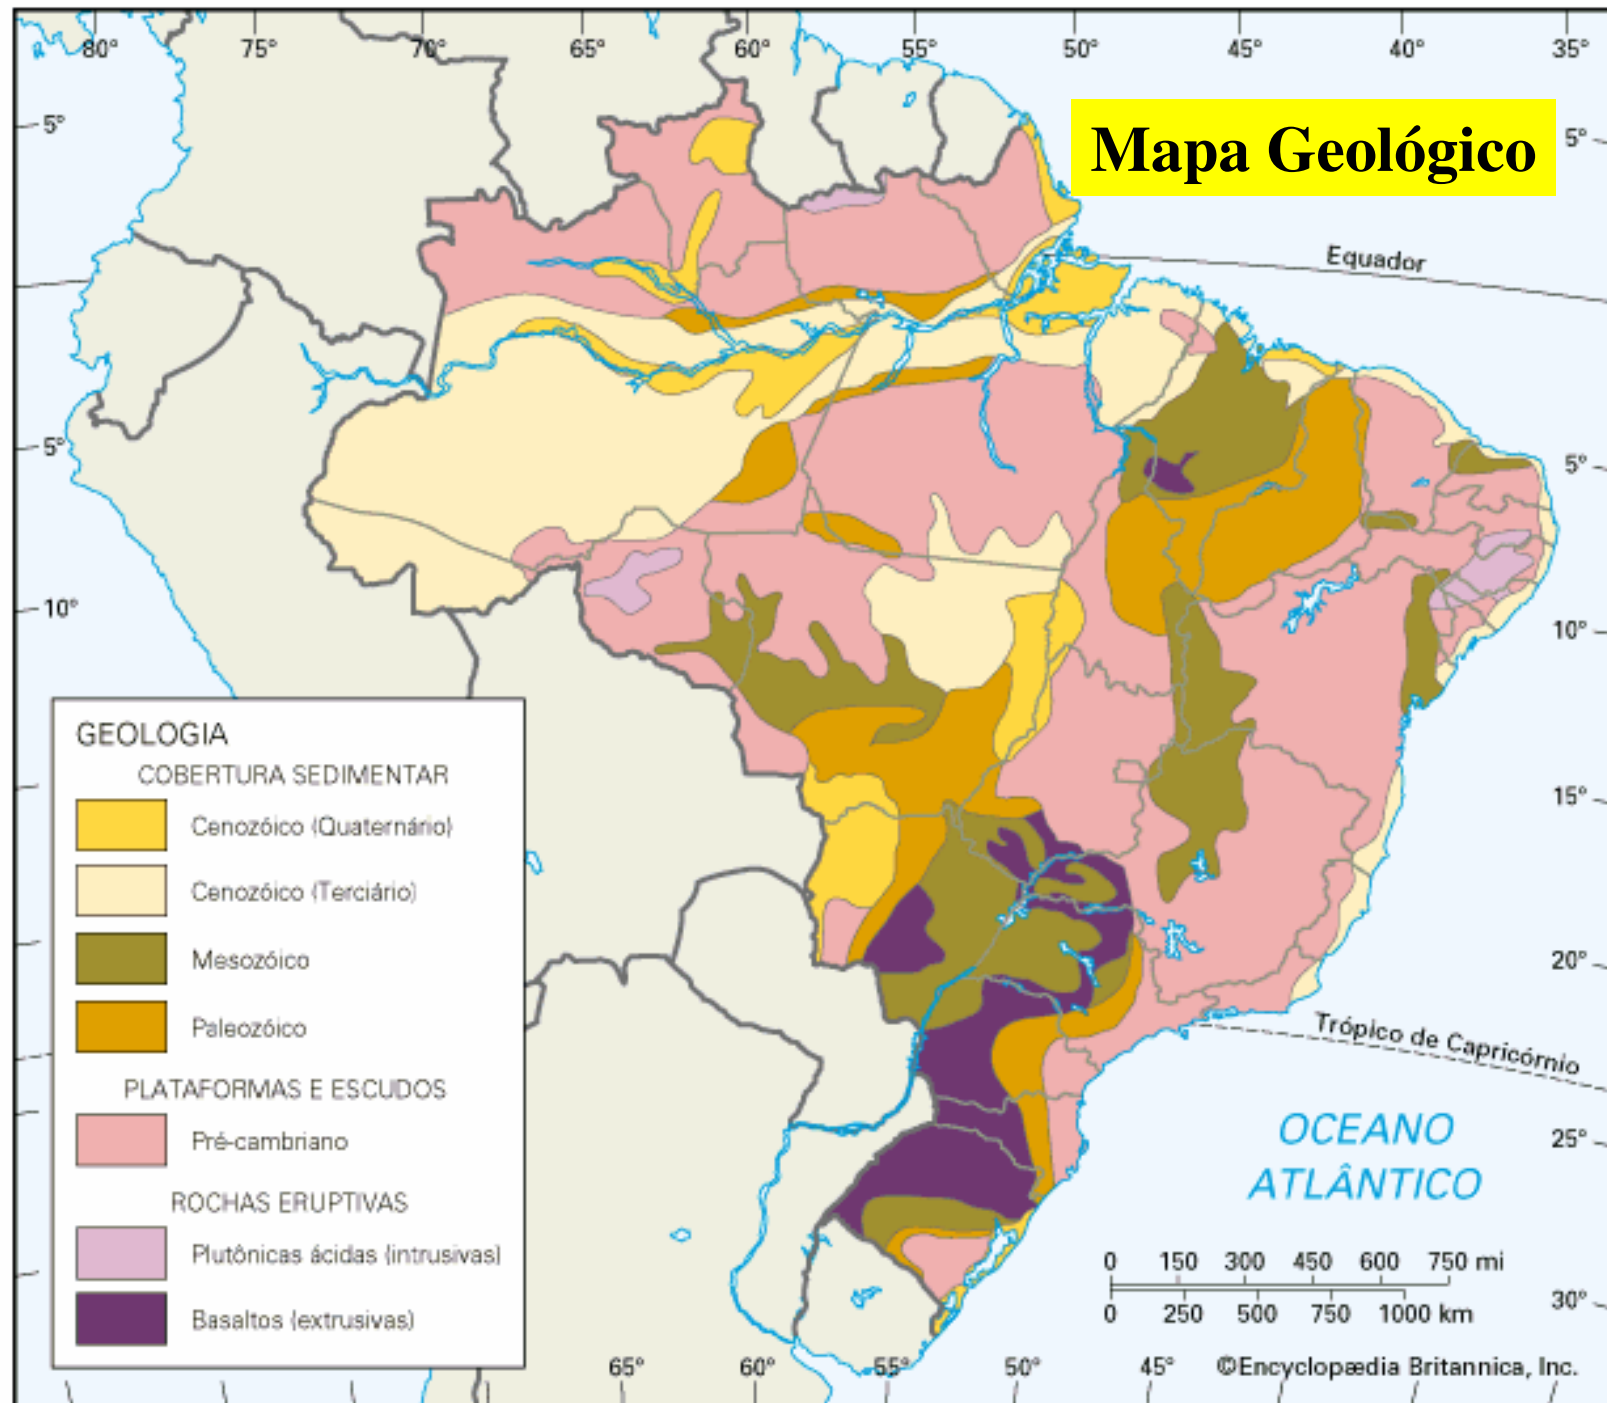 80° 75° 70° 65° 60° 55° 50° 45° 40° 35°
5° 5°
Mapa Geológico
Equador
5° 5°
10° 10°
15°
20°
Trópico de Capricórnio
25°
30°
OCEANO
ATLÂNTICO
GEOLOGIA
COBERTURA SEDIMENTAR
Cenozóico (Quaternário)
Cenozóico (Terciário)
Mesozóico
Paleozóico
PLATAFORMAS E ESCUDOS
Pré-cambriano
ROCHAS ERUPTIVAS
Plutônicas ácidas (intrusivas)
Basaltos (extrusivas)
0 150 300 450 600 750 mi
0 250 500 750 1000 km
65° 60° 55° 50° 45°
©Encyclopædia Britannica, Inc.